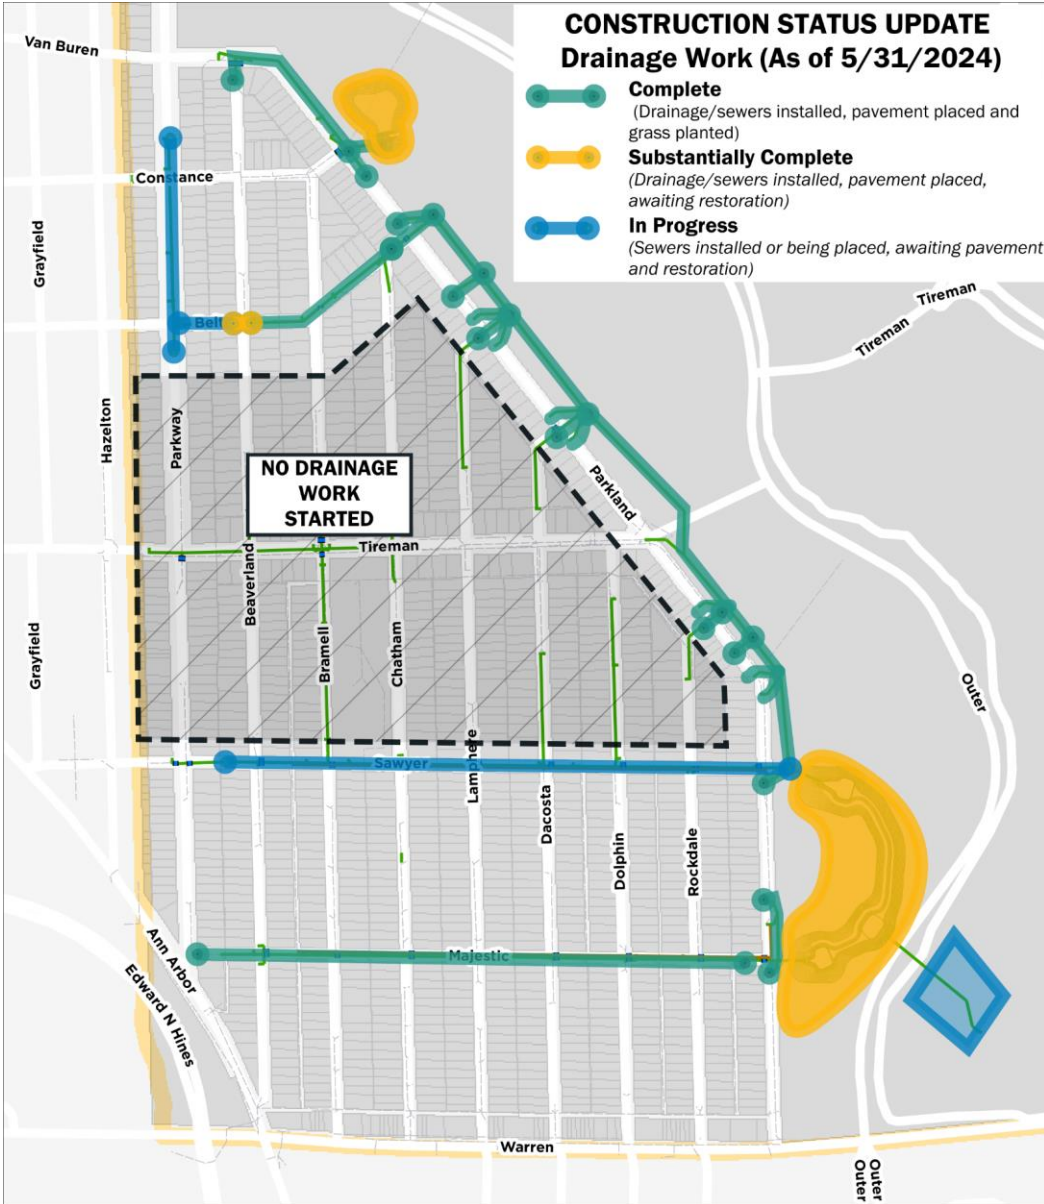 CONSTRUCTION STATUS UPDATE
Drainage Work (As of 5/31/2024)
Complete
(Drainage/sewers installed, pavement placed and
grass planted)
Substantially Complete
(Drainage/sewers installed, pavement placed,
awaiting restoration)
In Progress
(Sewers installed or being placed, awaiting pavement
and restoration)
Van Buren
Constance
Grayfield
Tireman
Tireman
Hazelton
Parkway
NO DRAINAGE
WORK
STARTED
Parkland
Tireman
Beaverland
Bramell
Chatham
Grayfield
Outer
Sawyer
Lamphere
Dacosta
Dolphin
Rockdale
Majestic
Ann Arbor
Edward N Hines
Warren
Outer
Outer